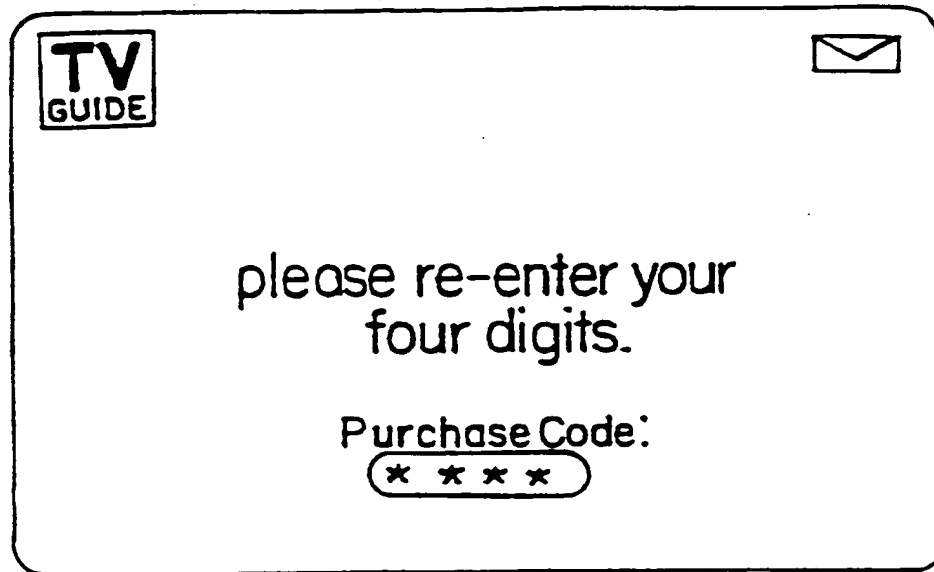 TV
GUIDE
please re-enter your
four digits.
Purchase Code:
* * * *